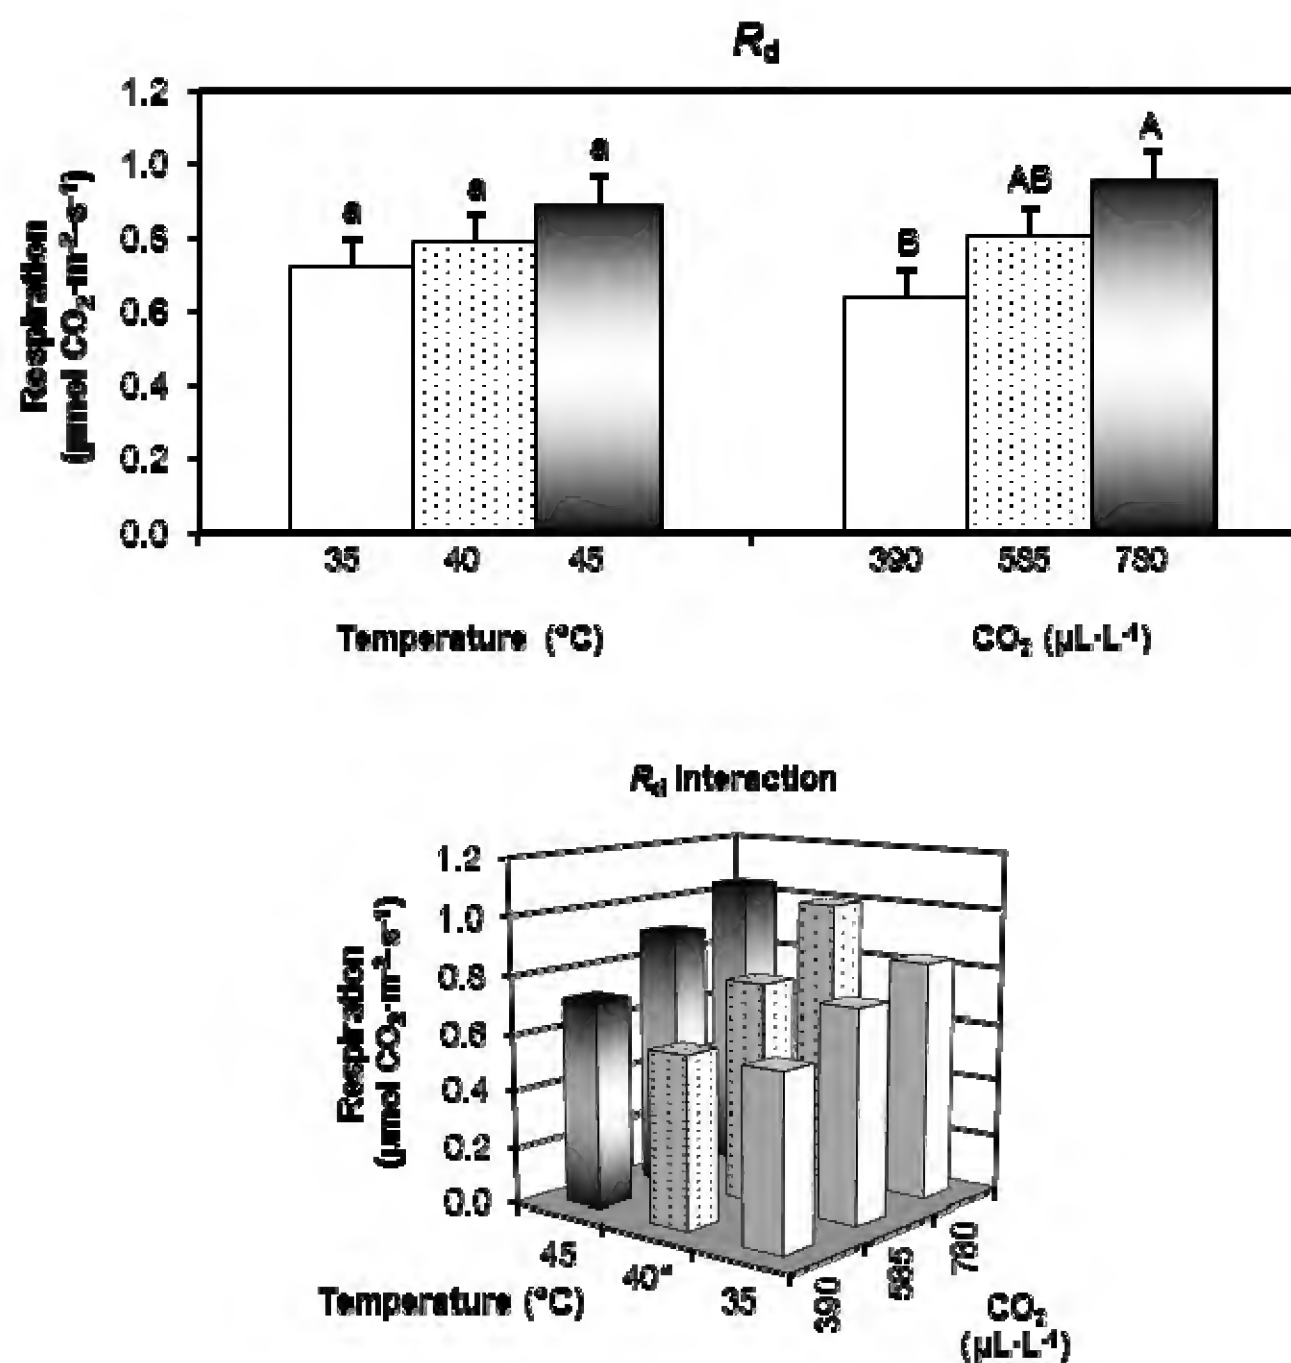 Rd
1.2
1.0
0.8
0.6
0.4
0.2
0.0
Respiration
(µmol CO₂·m⁻²·s⁻¹)
a
a
a
B
AB
A
35
40
45
390
585
780
Temperature (°C)
CO₂ (µL·L⁻¹)
Rd Interaction
1.2
1.0
0.8
0.6
0.4
0.2
0.0
Respiration
(µmol CO₂·m⁻²·s⁻¹)
45
40*
35
390
585
780
Temperature (°C)
CO₂
(µL·L⁻¹)